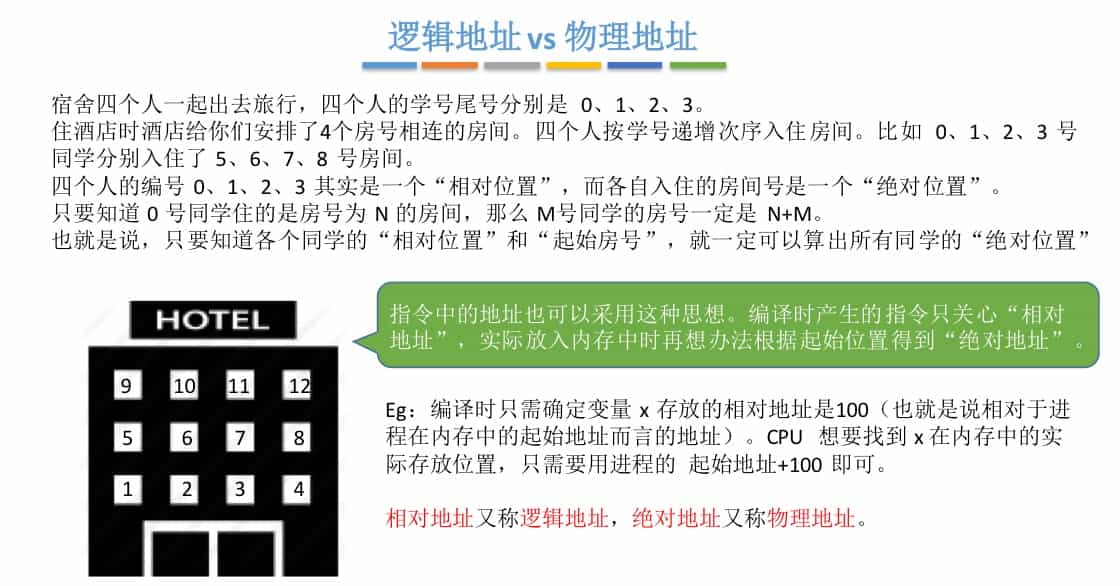 逻辑地址 vs 物理地址
宿舍四个人一起出去旅行，四个人的学号尾号分别是 0、1、2、3。
住酒店时酒店给你们安排了4个房号相连的房间。四个人按学号递增次序入住房间。比如 0、1、2、3 号
同学分别入住了 5、6、7、8 号房间。
四个人的编号 0、1、2、3 其实是一个“相对位置”，而各自入住的房间号是一个“绝对位置”。
只要知道 0 号同学住的是房号为 N 的房间，那么 M号同学的房号一定是 N+M。
也就是说，只要知道各个同学的“相对位置”和“起始房号”，就一定可以算出所有同学的“绝对位置”
HOTEL
9 10 11 12
5 6 7 8
1 2 3 4
指令中的地址也可以采用这种思想。编译时产生的指令只关心“相对
地址”，实际放入内存中时再想办法根据起始位置得到“绝对地址”。
Eg：编译时只需确定变量 x 存放的相对地址是100（也就是说相对于进
程在内存中的起始地址而言的地址）。CPU 想要找到 x 在内存中的实
际存放位置，只需要用进程的 起始地址+100 即可。
相对地址又称逻辑地址，绝对地址又称物理地址。